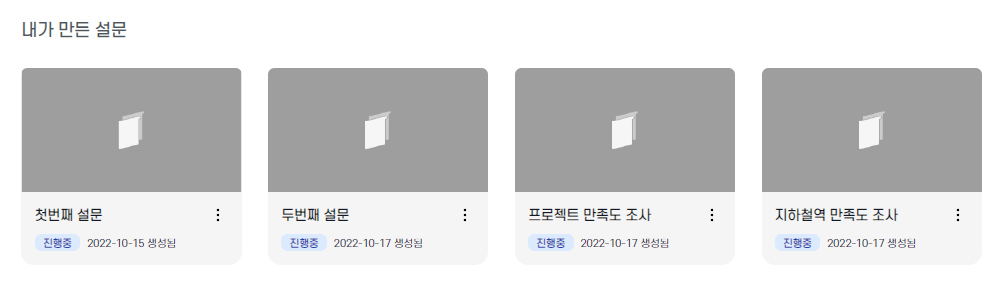 내가 만든 설문
첫번째 설문
진행중 2022-10-15 생성됨
두번째 설문
진행중 2022-10-17 생성됨
프로젝트 만족도 조사
진행중 2022-10-17 생성됨
지하철역 만족도 조사
진행중 2022-10-17 생성됨